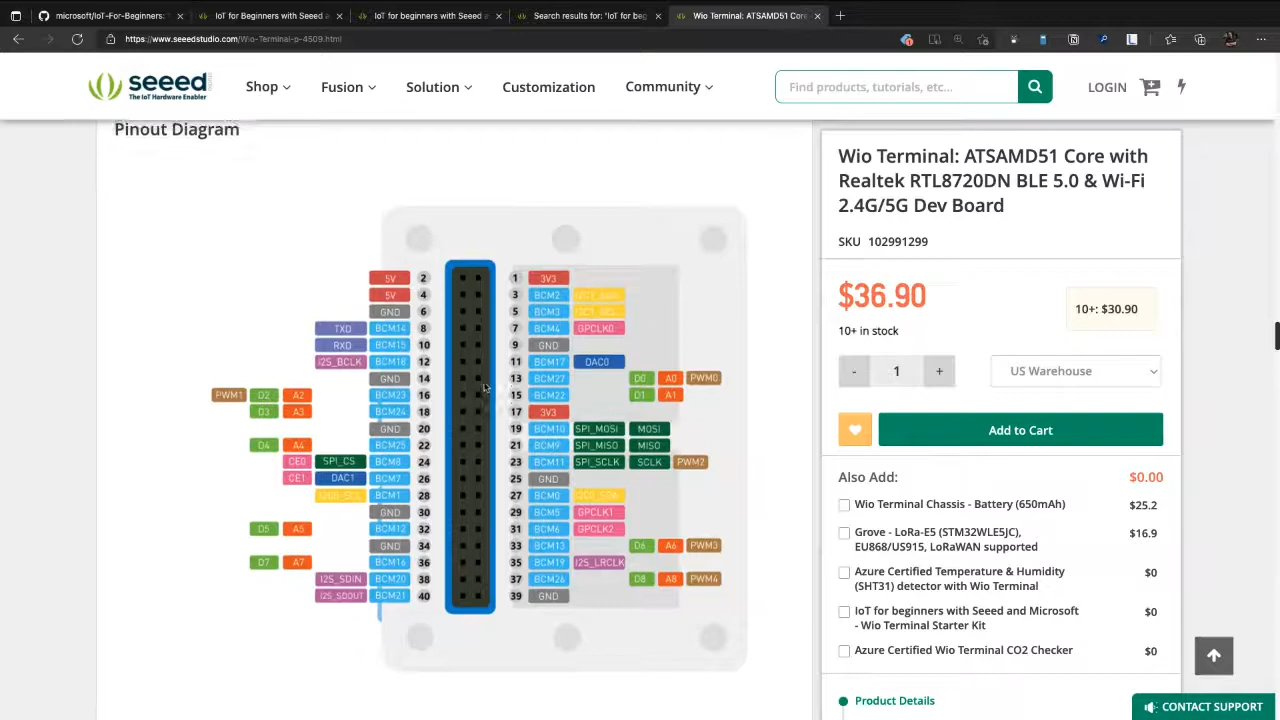 microsoft/IoT-For-Beginners:
IoT for Beginners with Seeed a
IoT for beginners with Seeed a
Search results for: "IoT for beg
Wio Terminal: ATSAMD51 Core
https://www.seeedstudio.com/Wio-Terminal-p-4509.html
seeed
The IoT Hardware Enabler
Shop
Fusion
Solution
Customization
Community
Find products, tutorials, etc...
LOGIN
Pinout Diagram
5V 2 1 3V3
5V 4 3 BCM2
GND 6 5 BCM3
TXD BCM14 8 7 BCM4 GPCLK0
RXD BCM15 10 9 GND
I2S_BCLK BCM18 12 11 BCM17 DAC0
GND 14 13 BCM27 D0 A0 PWM0
PWM1 D2 A2 BCM23 16 15 BCM22 D1 A1
D3 A3 BCM24 18 17 3V3
GND 20 19 BCM10 SPI_MOSI MOSI
D4 A4 BCM25 22 21 BCM9 SPI_MISO MISO
CE0 SPI_CS BCM8 24 23 BCM11 SPI_SCLK SCLK PWM2
CE1 DAC1 BCM7 26 25 GND
BCM1 28 27 BCM0
GND 30 29 BCM5 GPCLK1
D5 A5 BCM12 32 31 BCM6 GPCLK2
GND 34 33 BCM13 D6 A6 PWM3
D7 A7 BCM16 36 35 BCM19 I2S_LRCLK
I2S_SDIN BCM20 38 37 BCM26 D8 A8 PWM4
I2S_SDOUT BCM21 40 39 GND
Wio Terminal: ATSAMD51 Core with
Realtek RTL8720DN BLE 5.0 & Wi-Fi
2.4G/5G Dev Board
SKU 102991299
$36.90
10+: $30.90
10+ in stock
- 1 +
US Warehouse
Add to Cart
Also Add: $0.00
Wio Terminal Chassis - Battery (650mAh) $25.2
Grove - LoRa-E5 (STM32WLE5JC), $16.9
EU868/US915, LoRaWAN supported
Azure Certified Temperature & Humidity $0
(SHT31) detector with Wio Terminal
IoT for beginners with Seeed and Microsoft $0
- Wio Terminal Starter Kit
Azure Certified Wio Terminal CO2 Checker $0
Product Details
CONTACT SUPPORT